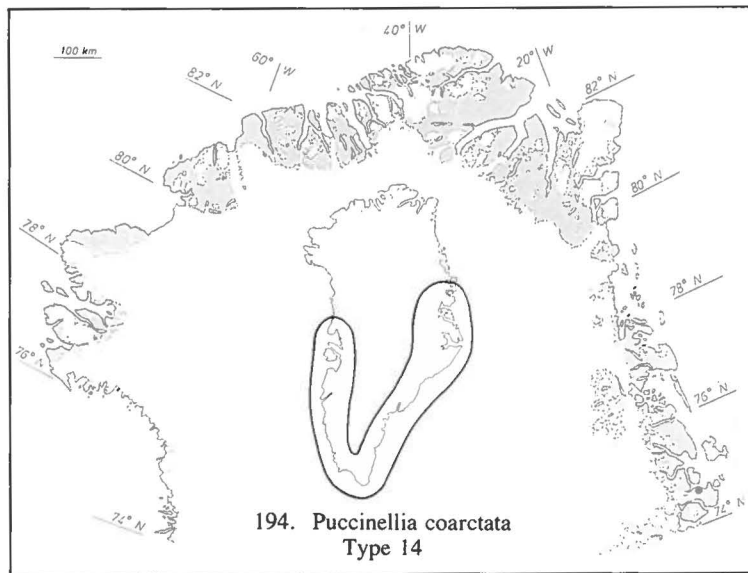 100 km
40° W
60° W
20° W
82° N
82° N
80° N
80° N
78° N
78° N
76° N
76° N
74° N
74° N
194. Puccinellia coarctata
Type 14